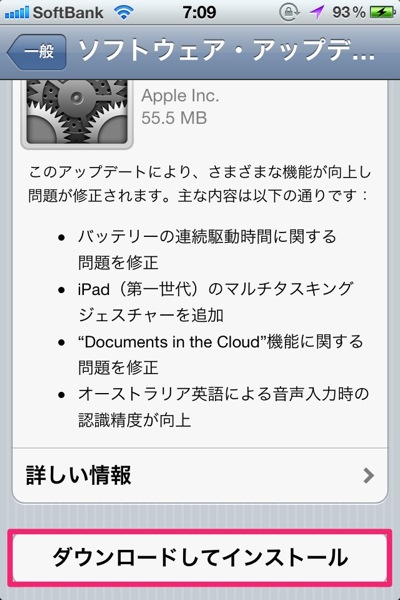 SoftBank 7:09 93%
一般 ソフトウェア・アップデ...
Apple Inc.
55.5 MB
このアップデートにより、さまざまな機能が向上し
問題が修正されます。主な内容は以下の通りです：
• バッテリーの連続駆動時間に関する
問題を修正
• iPad（第一世代）のマルチタスキング
ジェスチャーを追加
• “Documents in the Cloud”機能に関する
問題を修正
• オーストラリア英語による音声入力時の
認識精度が向上
詳しい情報
ダウンロードしてインストール